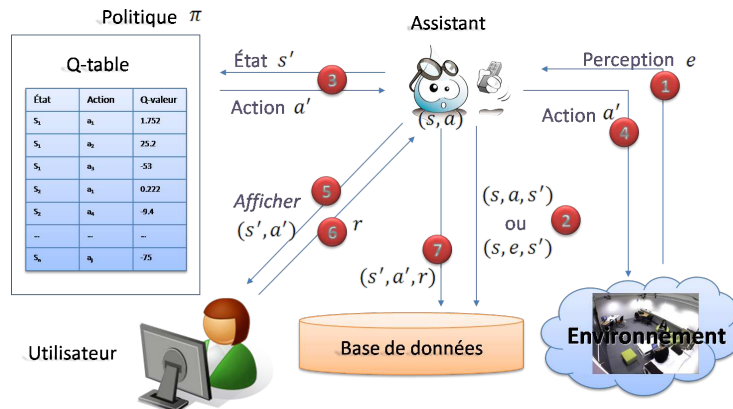 Politique π
Assistant
Q-table
État Action Q-valeur
S₁ a₁ 1.752
S₁ a₂ 25.2
S₁ a₃ -53
S₂ a₁ 0.222
S₂ a₄ -9.4
... ... ...
Sₙ aⱼ -75
État s′
3
Action a′
(s, a)
Perception e
1
Action a′
4
Afficher
(s′, a′)
5
6
r
7
(s′, a′, r)
(s, a, s′)
ou
(s, e, s′)
2
Utilisateur
Base de données
Environnement